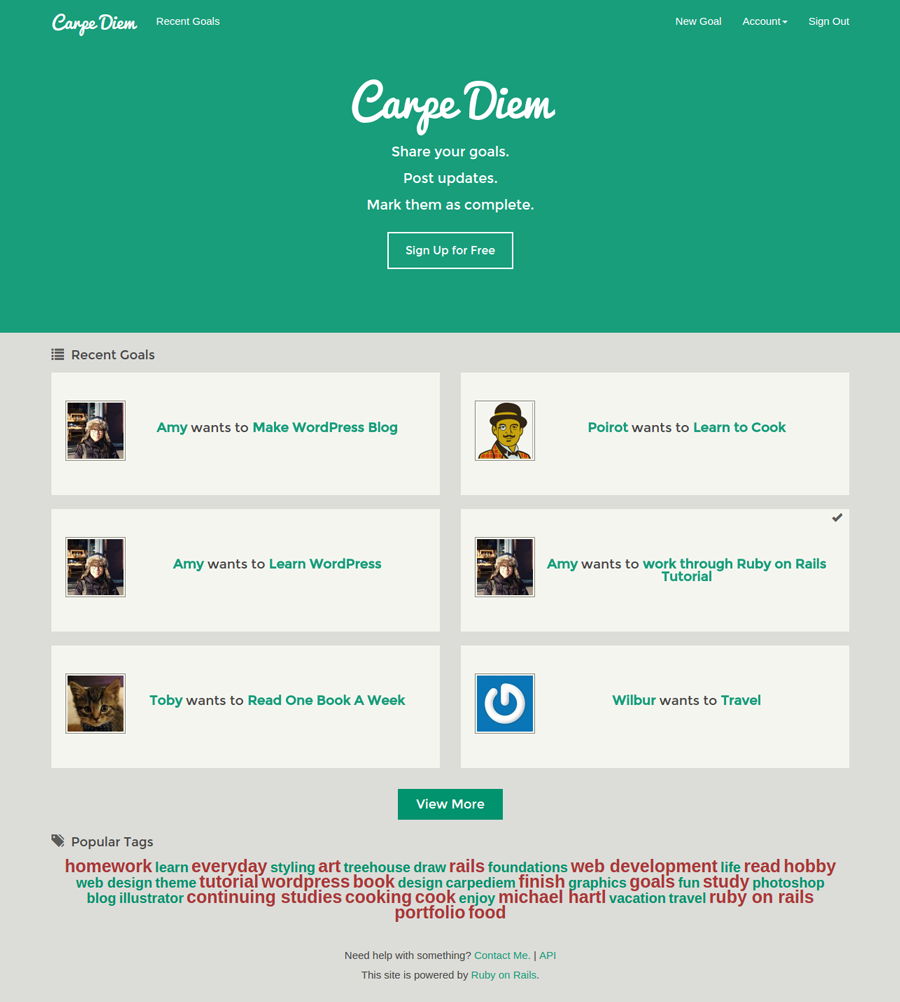 Carpe Diem Recent Goals New Goal Account Sign Out
Carpe Diem
Share your goals.
Post updates.
Mark them as complete.
Sign Up for Free
Recent Goals
Amy wants to Make WordPress Blog
Poirot wants to Learn to Cook
Amy wants to Learn WordPress
Amy wants to work through Ruby on Rails
Tutorial
Toby wants to Read One Book A Week
Wilbur wants to Travel
View More
Popular Tags
homework learn everyday styling art treehouse draw rails foundations web development life read hobby
web design theme tutorial wordpress book design carpediem finish graphics goals fun study photoshop
blog illustrator continuing studies cooking cook enjoy michael hartl vacation travel ruby on rails
portfolio food
Need help with something? Contact Me. | API
This site is powered by Ruby on Rails.